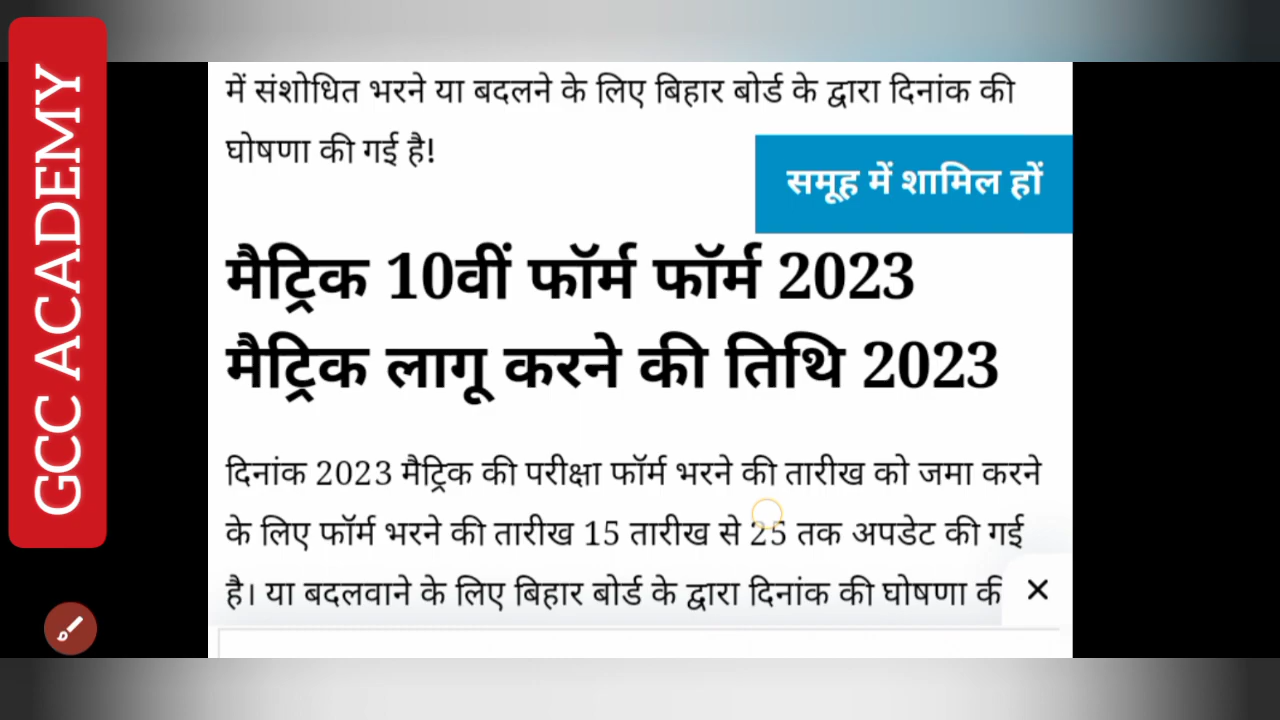 GCC ACADEMY
में संशोधित भरने या बदलने के लिए बिहार बोर्ड के द्वारा दिनांक की
घोषणा की गई है!
समूह में शामिल हों
मैट्रिक 10वीं फॉर्म फॉर्म 2023
मैट्रिक लागू करने की तिथि 2023
दिनांक 2023 मैट्रिक की परीक्षा फॉर्म भरने की तारीख को जमा करने
के लिए फॉर्म भरने की तारीख 15 तारीख से 25 तक अपडेट की गई
है। या बदलवाने के लिए बिहार बोर्ड के द्वारा दिनांक की घोषणा की